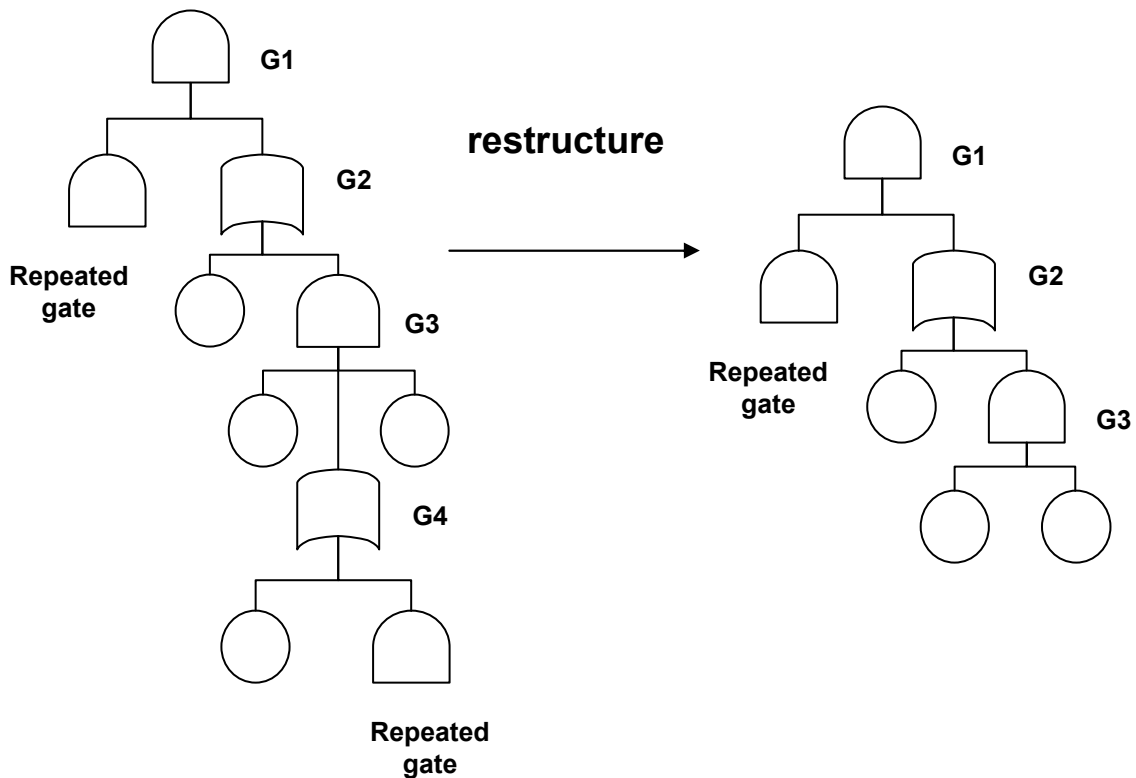 G1
G2
Repeated
gate
G3
G4
Repeated
gate
restructure
G1
G2
Repeated
gate
G3